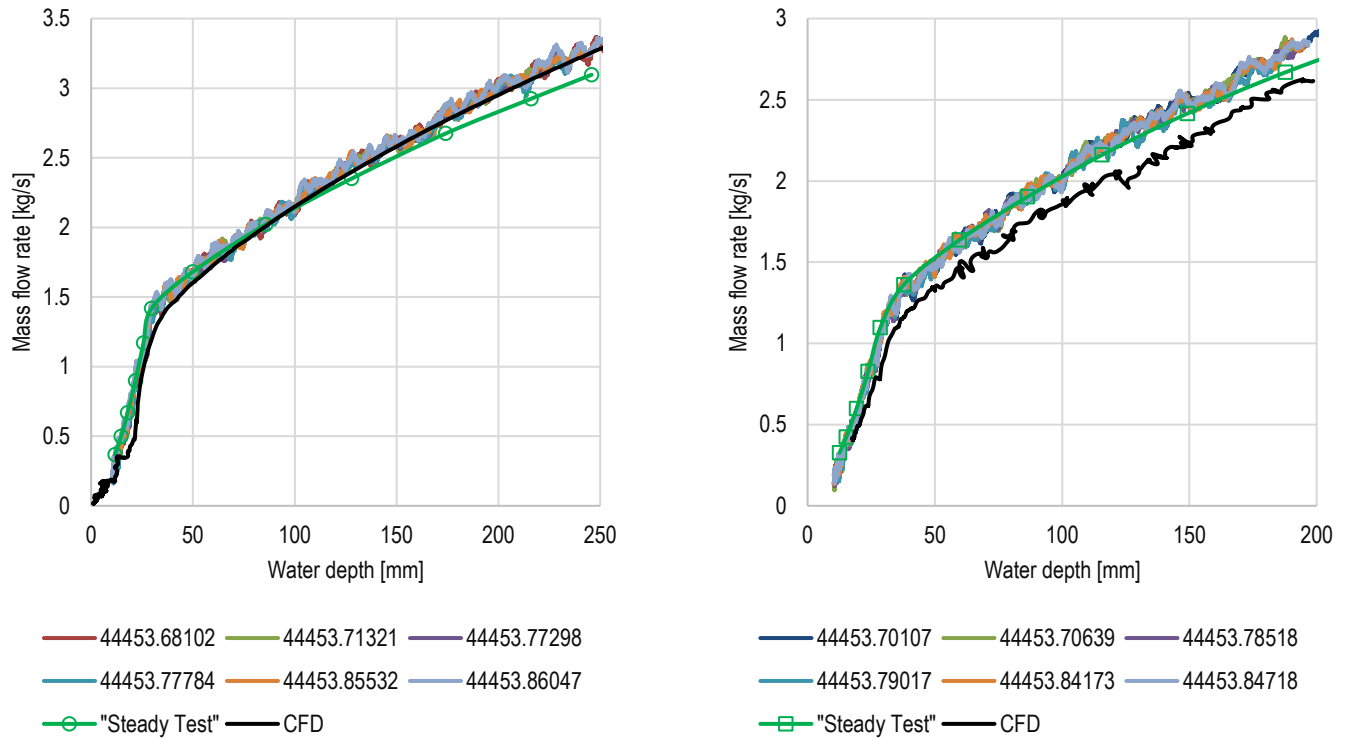 Mass flow rate [kg/s]
3.5
3
2.5
2
1.5
1
0.5
0
0 50 100 150 200 250
Water depth [mm]
44453.68102 44453.71321 44453.77298
44453.77784 44453.85532 44453.86047
"Steady Test" CFD
Mass flow rate [kg/s]
3
2.5
2
1.5
1
0.5
0
0 50 100 150 200
Water depth [mm]
44453.70107 44453.70639 44453.78518
44453.79017 44453.84173 44453.84718
"Steady Test" CFD